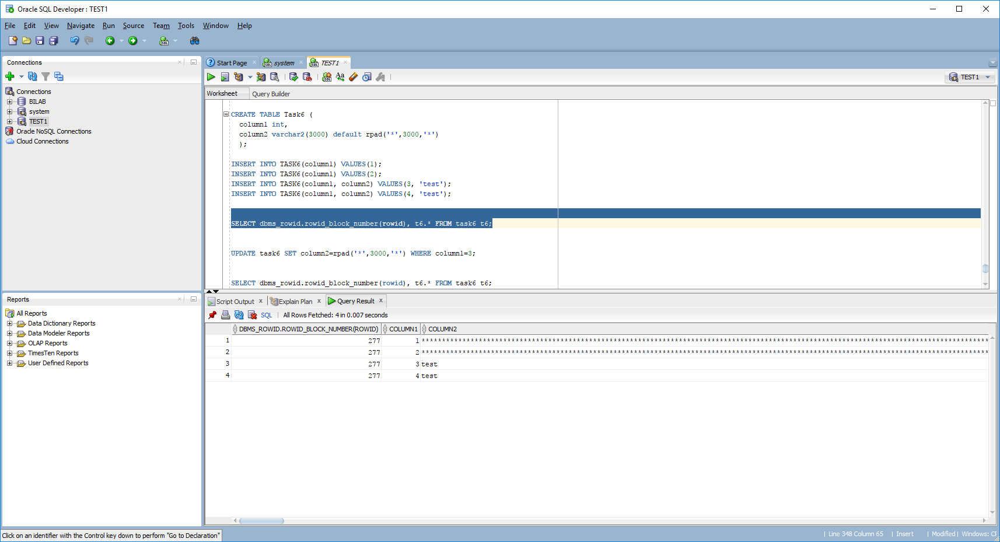 Oracle SQL Developer : TEST1
File Edit View Navigate Run Source Team Tools Window Help
Connections
Connections
BILAB
system
TEST1
Oracle NoSQL Connections
Cloud Connections
Reports
All Reports
Data Dictionary Reports
Data Modeler Reports
OLAP Reports
TimesTen Reports
User Defined Reports
Start Page system TEST1
TEST1
Worksheet Query Builder
CREATE TABLE Task6 (
column1 int,
column2 varchar2(3000) default rpad('*',3000,'*')
);
INSERT INTO TASK6(column1) VALUES(1);
INSERT INTO TASK6(column1) VALUES(2);
INSERT INTO TASK6(column1, column2) VALUES(3, 'test');
INSERT INTO TASK6(column1, column2) VALUES(4, 'test');
SELECT dbms_rowid.rowid_block_number(rowid), t6.* FROM task6 t6;
UPDATE task6 SET column2=rpad('*',3000,'*') WHERE column1=3;
SELECT dbms_rowid.rowid_block_number(rowid), t6.* FROM task6 t6;
Script Output Explain Plan Query Result
SQL All Rows Fetched: 4 in 0.007 seconds
DBMS_ROWID.ROWID_BLOCK_NUMBER(ROWID) COLUMN1 COLUMN2
1 277 1 *******************************************************************************************************************************************
2 277 2 *******************************************************************************************************************************************
3 277 3 test
4 277 4 test
Click on an identifier with the Control key down to perform "Go to Declaration"
Line 348 Column 65 Insert Modified Windows: CF